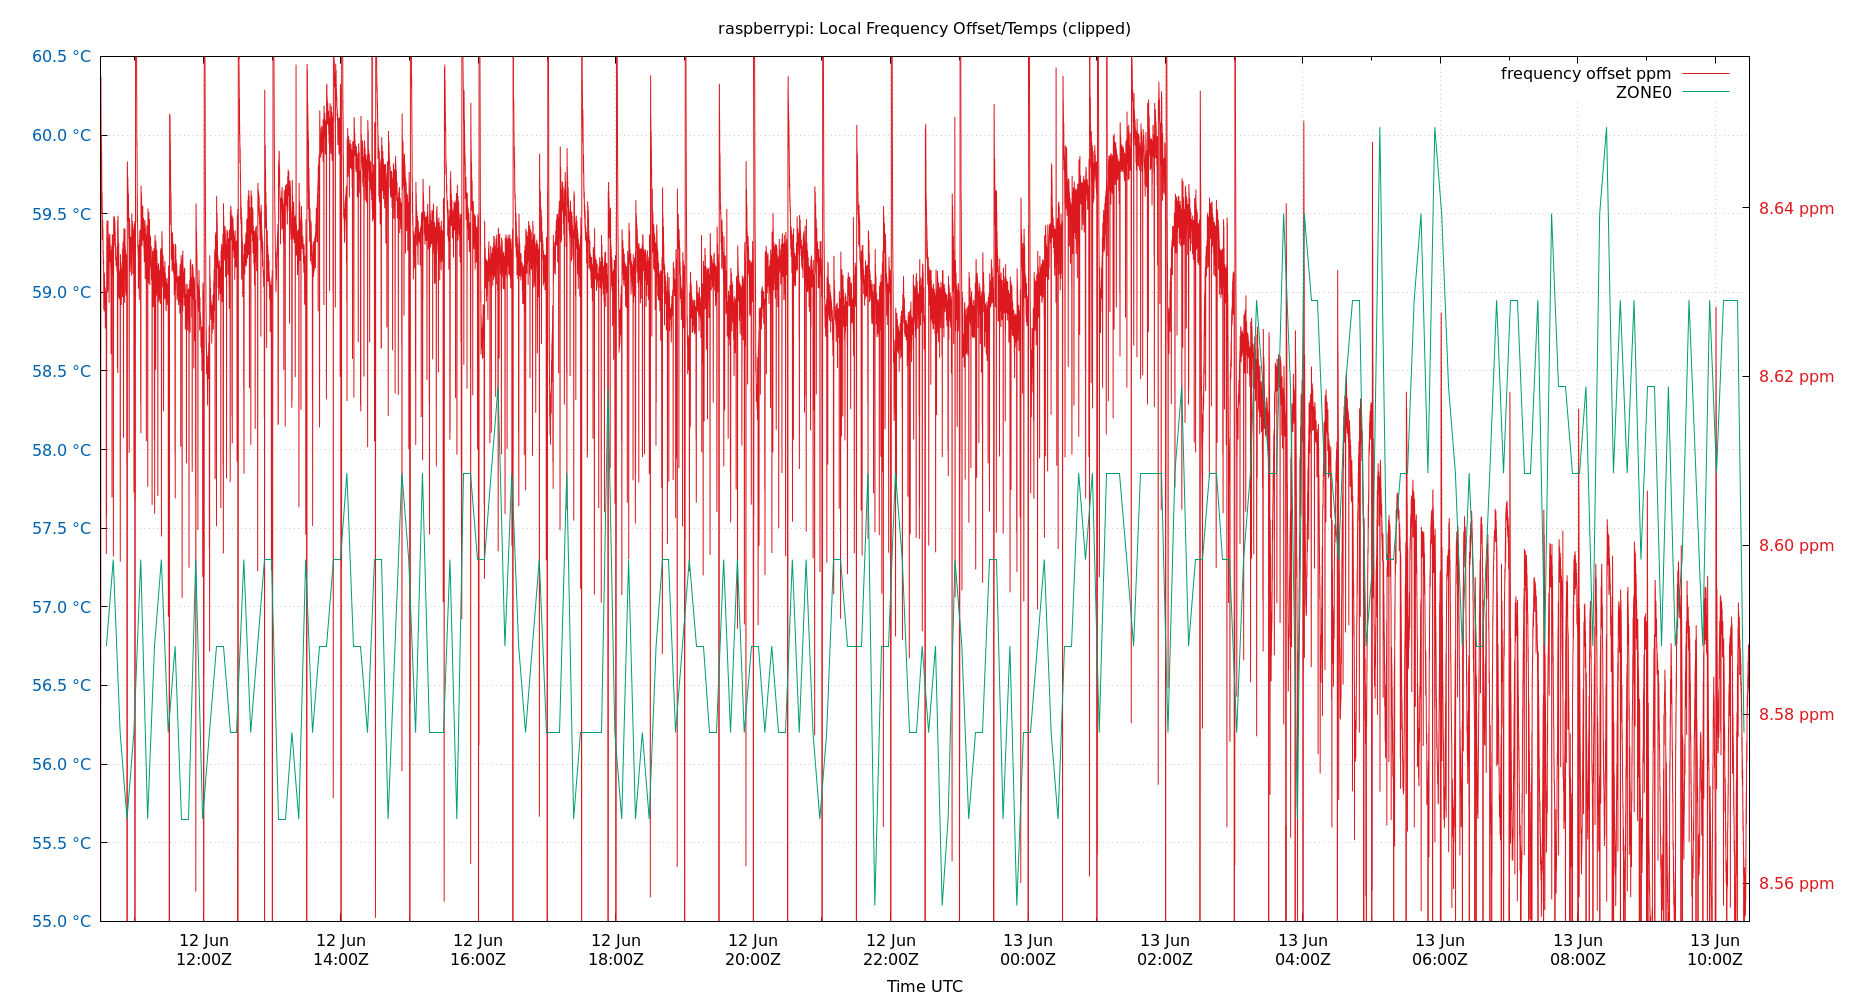 raspberrypi: Local Frequency Offset/Temps (clipped)
frequency offset ppm
ZONE0
60.5 °C
60.0 °C
59.5 °C
59.0 °C
58.5 °C
58.0 °C
57.5 °C
57.0 °C
56.5 °C
56.0 °C
55.5 °C
55.0 °C
8.64 ppm
8.62 ppm
8.60 ppm
8.58 ppm
8.56 ppm
12 Jun 12 Jun 12 Jun 12 Jun 12 Jun 12 Jun 13 Jun 13 Jun 13 Jun 13 Jun 13 Jun 13 Jun
12:00Z 14:00Z 16:00Z 18:00Z 20:00Z 22:00Z 00:00Z 02:00Z 04:00Z 06:00Z 08:00Z 10:00Z
Time UTC